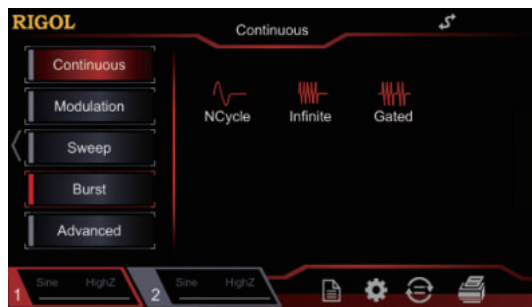 RIGOL
Continuous
Continuous
Modulation
Sweep
Burst
Advanced
NCycle Infinite Gated
1 Sine HighZ 2 Sine HighZ